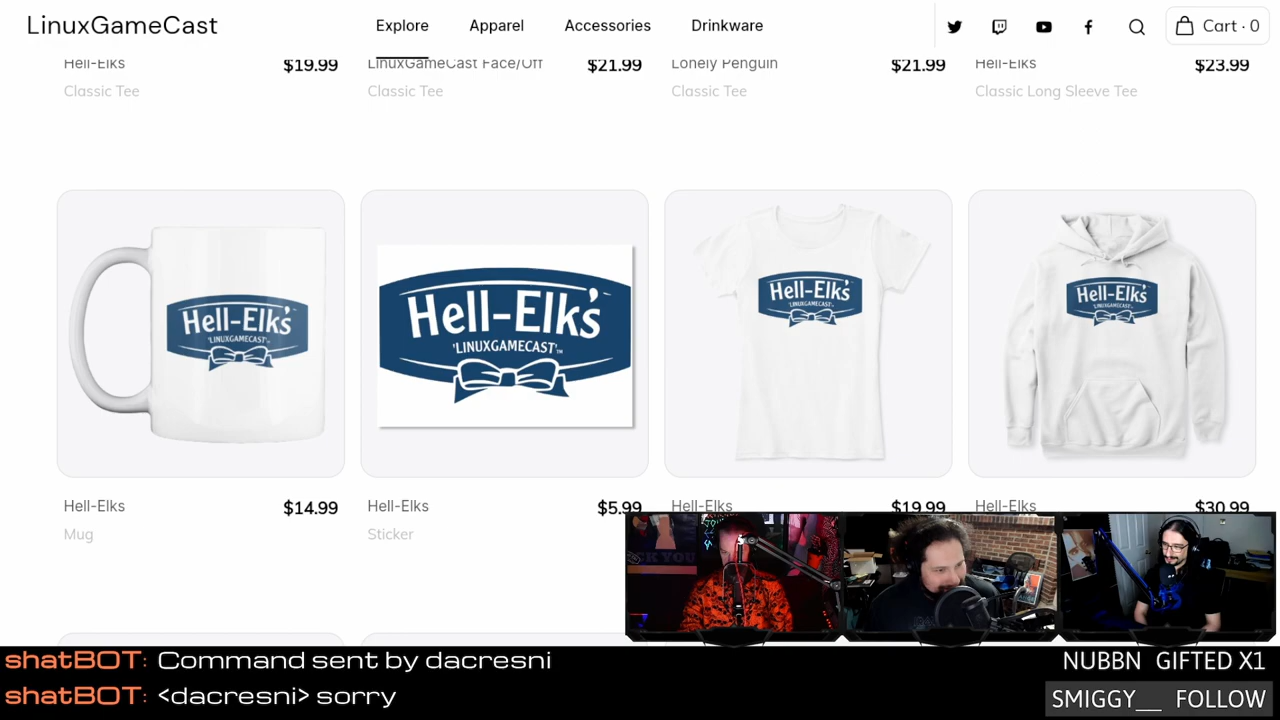 LinuxGameCast
Explore
Apparel
Accessories
Drinkware
Cart · 0
Hell-Elks
$19.99
LinuxGameCast Face/Off
$21.99
Lonely Penguin
$21.99
Hell-Elks
$23.99
Classic Tee
Classic Tee
Classic Tee
Classic Long Sleeve Tee
Hell-Elk's
'LINUXGAMECAST'™
Hell-Elk's
'LINUXGAMECAST'™
Hell-Elk's
'LINUXGAMECAST'™
Hell-Elk's
'LINUXGAMECAST'™
Hell-Elks
$14.99
Hell-Elks
$5.99
Hell-Elks
$19.99
Hell-Elks
$30.99
Mug
Sticker
shatBOT: Command sent by dacresni
shatBOT: <dacresni> sorry
NUBBN GIFTED X1
SMIGGY__ FOLLOW